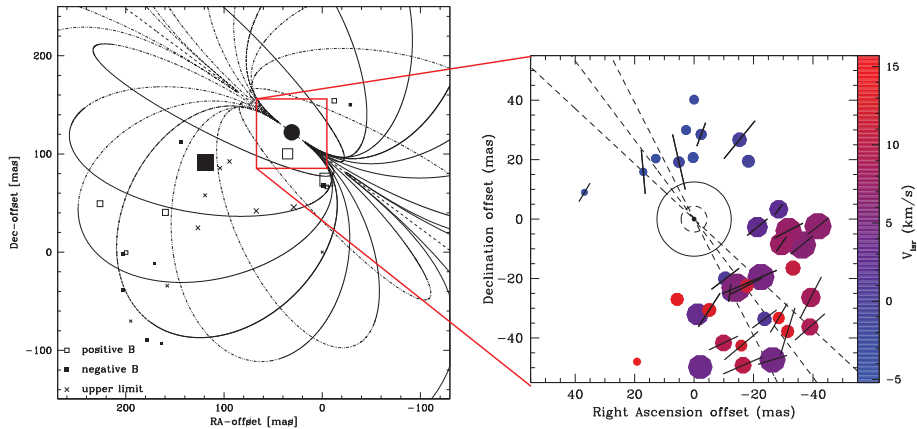 200
100
0
-100
Dec-offset [mas]
positive B
negative B
upper limit
200 100 0 -100
RA-offset [mas]
40
20
0
-20
-40
Declination offset (mas)
40 20 0 -20 -40
Right Ascension offset (mas)
15
10
5
0
-5
V_lsr (km/s)